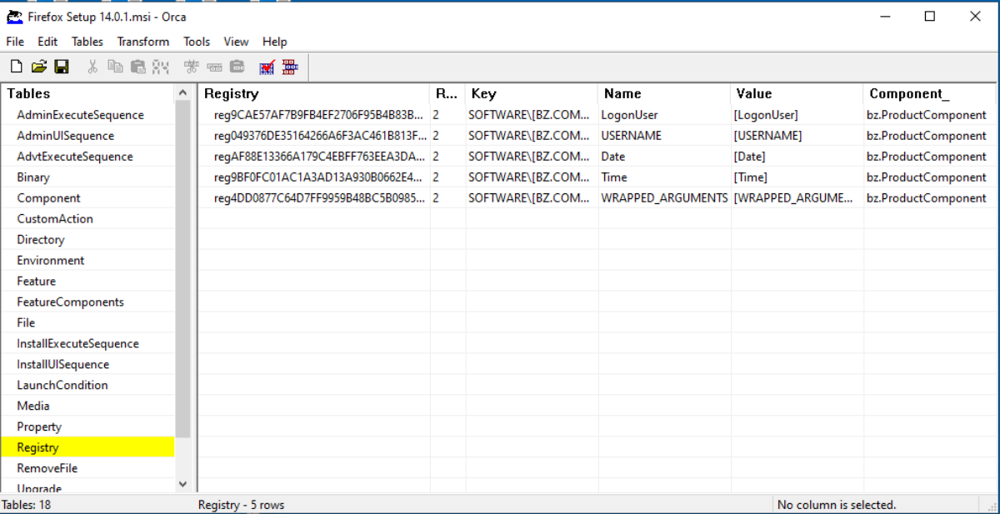 Firefox Setup 14.0.1.msi - Orca
File Edit Tables Transform Tools View Help
Tables Registry R... Key Name Value Component_
AdminExecuteSequence reg9CAE57AF7B9FB4EF2706F95B4B83B... 2 SOFTWARE\[BZ.COM... LogonUser [LogonUser] bz.ProductComponent
AdminUISequence reg049376DE35164266A6F3AC461B813F... 2 SOFTWARE\[BZ.COM... USERNAME [USERNAME] bz.ProductComponent
AdvtExecuteSequence regAF88E13366A179C4EBFF763EEA3DA... 2 SOFTWARE\[BZ.COM... Date [Date] bz.ProductComponent
Binary reg9BF0FC01AC1A3AD13A930B0662E4... 2 SOFTWARE\[BZ.COM... Time [Time] bz.ProductComponent
Component reg4DD0877C64D7FF9959B48BC5B0985... 2 SOFTWARE\[BZ.COM... WRAPPED_ARGUMENTS [WRAPPED_ARGUME... bz.ProductComponent
CustomAction
Directory
Environment
Feature
FeatureComponents
File
InstallExecuteSequence
InstallUISequence
LaunchCondition
Media
Property
Registry
RemoveFile
Upgrade
Tables: 18 Registry - 5 rows No column is selected.